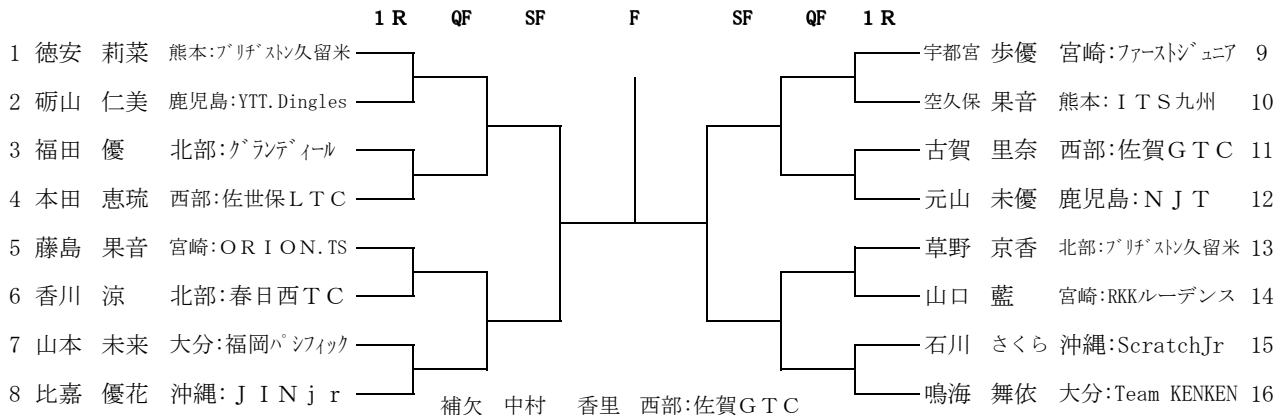 1 R QF SF F SF QF 1 R
1 徳安 莉菜 熊本:ﾌﾞﾘﾁﾞｽﾄﾝ久留米
2 砺山 仁美 鹿児島:YTT.Dingles
3 福田 優 北部:ｸﾞﾗﾝﾃﾞｨｰﾙ
4 本田 恵琉 西部:佐世保ＬＴＣ
5 藤島 果音 宮崎:ＯＲＩＯＮ.TS
6 香川 涼 北部:春日西ＴＣ
7 山本 未来 大分:福岡ﾊﾟｼﾌｨｯｸ
8 比嘉 優花 沖縄:ＪＩＮｊｒ
宇都宮 歩優 宮崎:ﾌｧｰｽﾄｼﾞｭﾆｱ 9
空久保 果音 熊本:ＩＴＳ九州 10
古賀 里奈 西部:佐賀ＧＴＣ 11
元山 未優 鹿児島:ＮＪＴ 12
草野 京香 北部:ﾌﾞﾘﾁﾞｽﾄﾝ久留米 13
山口 藍 宮崎:RKKルーデンス 14
石川 さくら 沖縄:ScratchJr 15
鳴海 舞依 大分:Team KENKEN 16
補欠 中村 香里 西部:佐賀ＧＴＣ